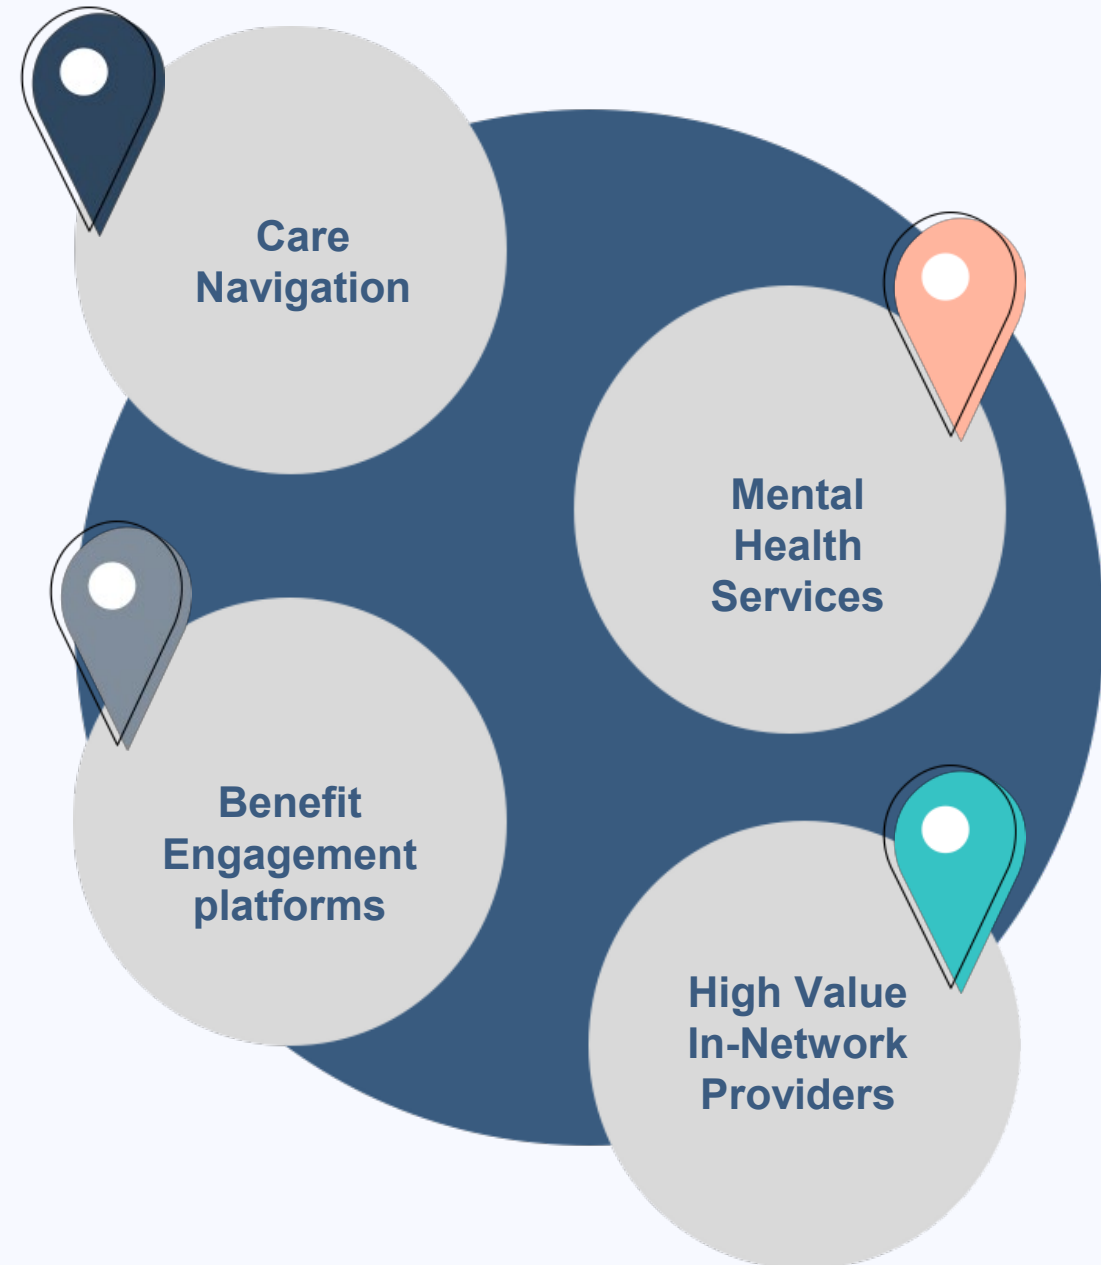 Care
Navigation
Mental
Health
Services
Benefit
Engagement
platforms
High Value
In-Network
Providers